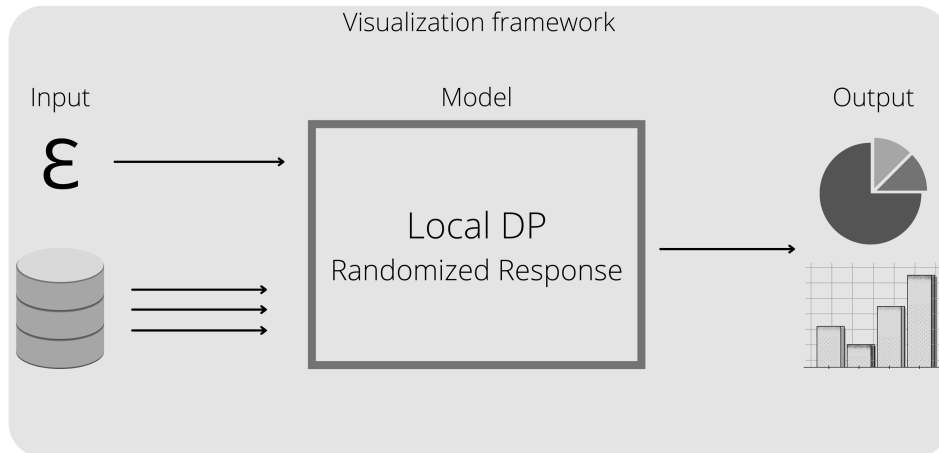 Visualization framework
Input
Model
Output
ε
Local DP
Randomized Response